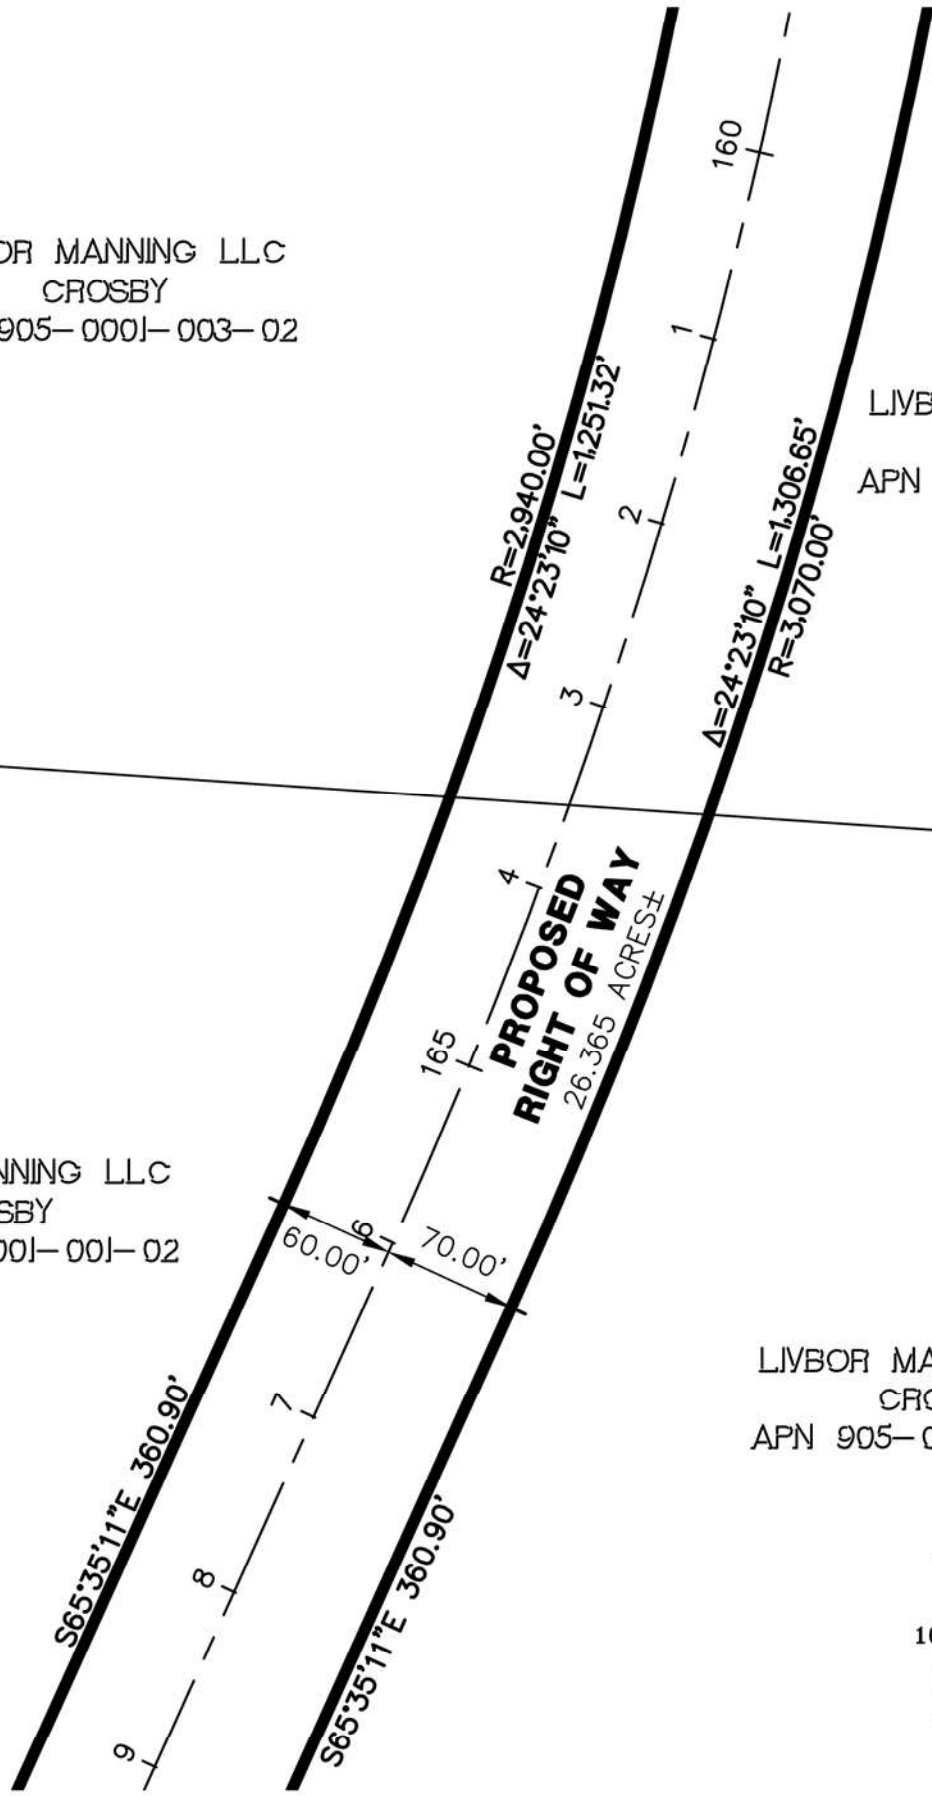 160
OR MANNING LLC
CROSBY
905-0001-003-02
1
R=2,940.00'
Δ=24°23'10" L=1,251.32'
LIVB
APN
2
Δ=24°23'10" L=1,306.65'
R=3,070.00'
3
4
PROPOSED
RIGHT OF WAY
26.365 ACRES±
165
NNING LLC
SBY
001-001-02
6
60.00'
70.00'
LIVBOR MA
CRO
APN 905-0
7
S65°35'11"E 360.90'
8
S65°35'11"E 360.90'
9